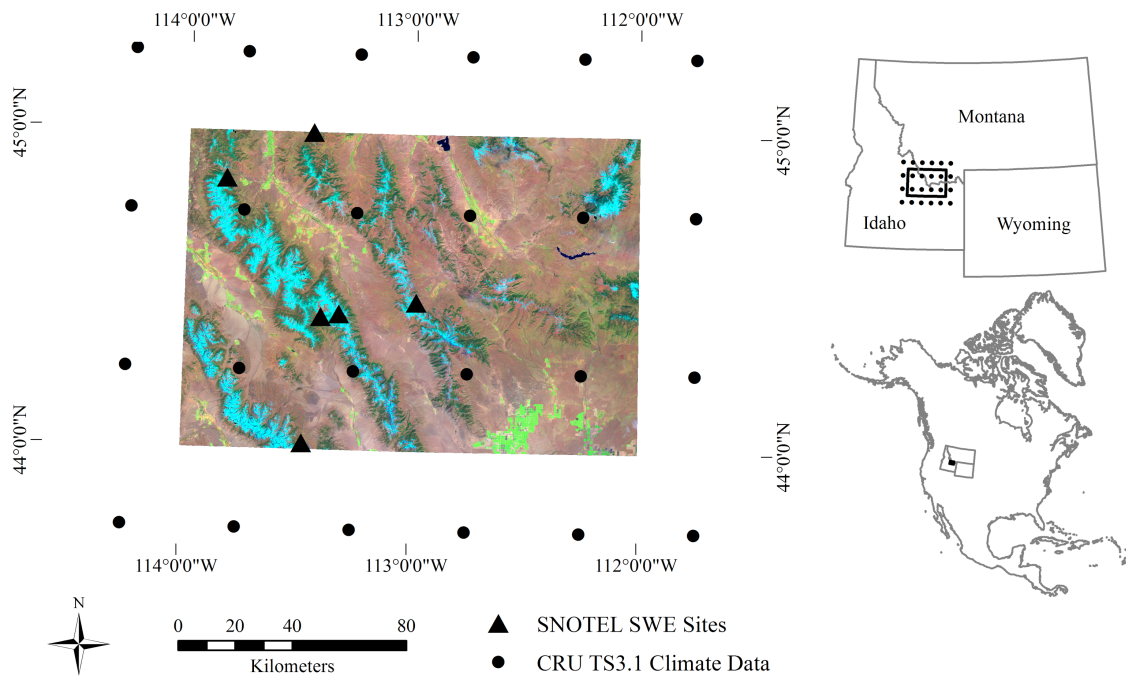 114°0'0"W 113°0'0"W 112°0'0"W
45°0'0"N
45°0'0"N
44°0'0"N
44°0'0"N
114°0'0"W 113°0'0"W 112°0'0"W
Montana
Idaho
Wyoming
N
0 20 40 80
Kilometers
SNOTEL SWE Sites
CRU TS3.1 Climate Data